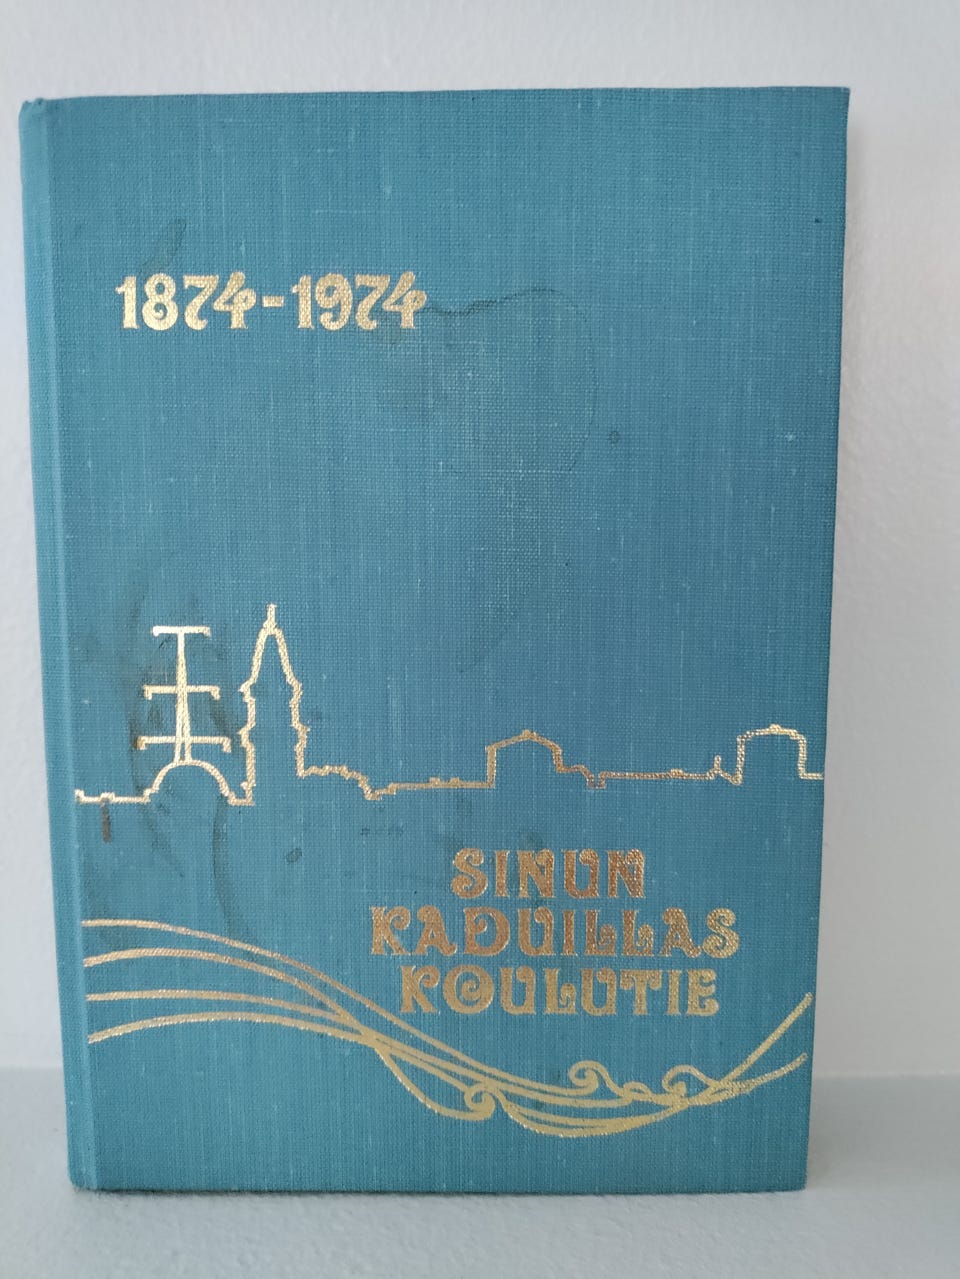 1874-1974
SINUN
KADUILLAS
KOULUTIE